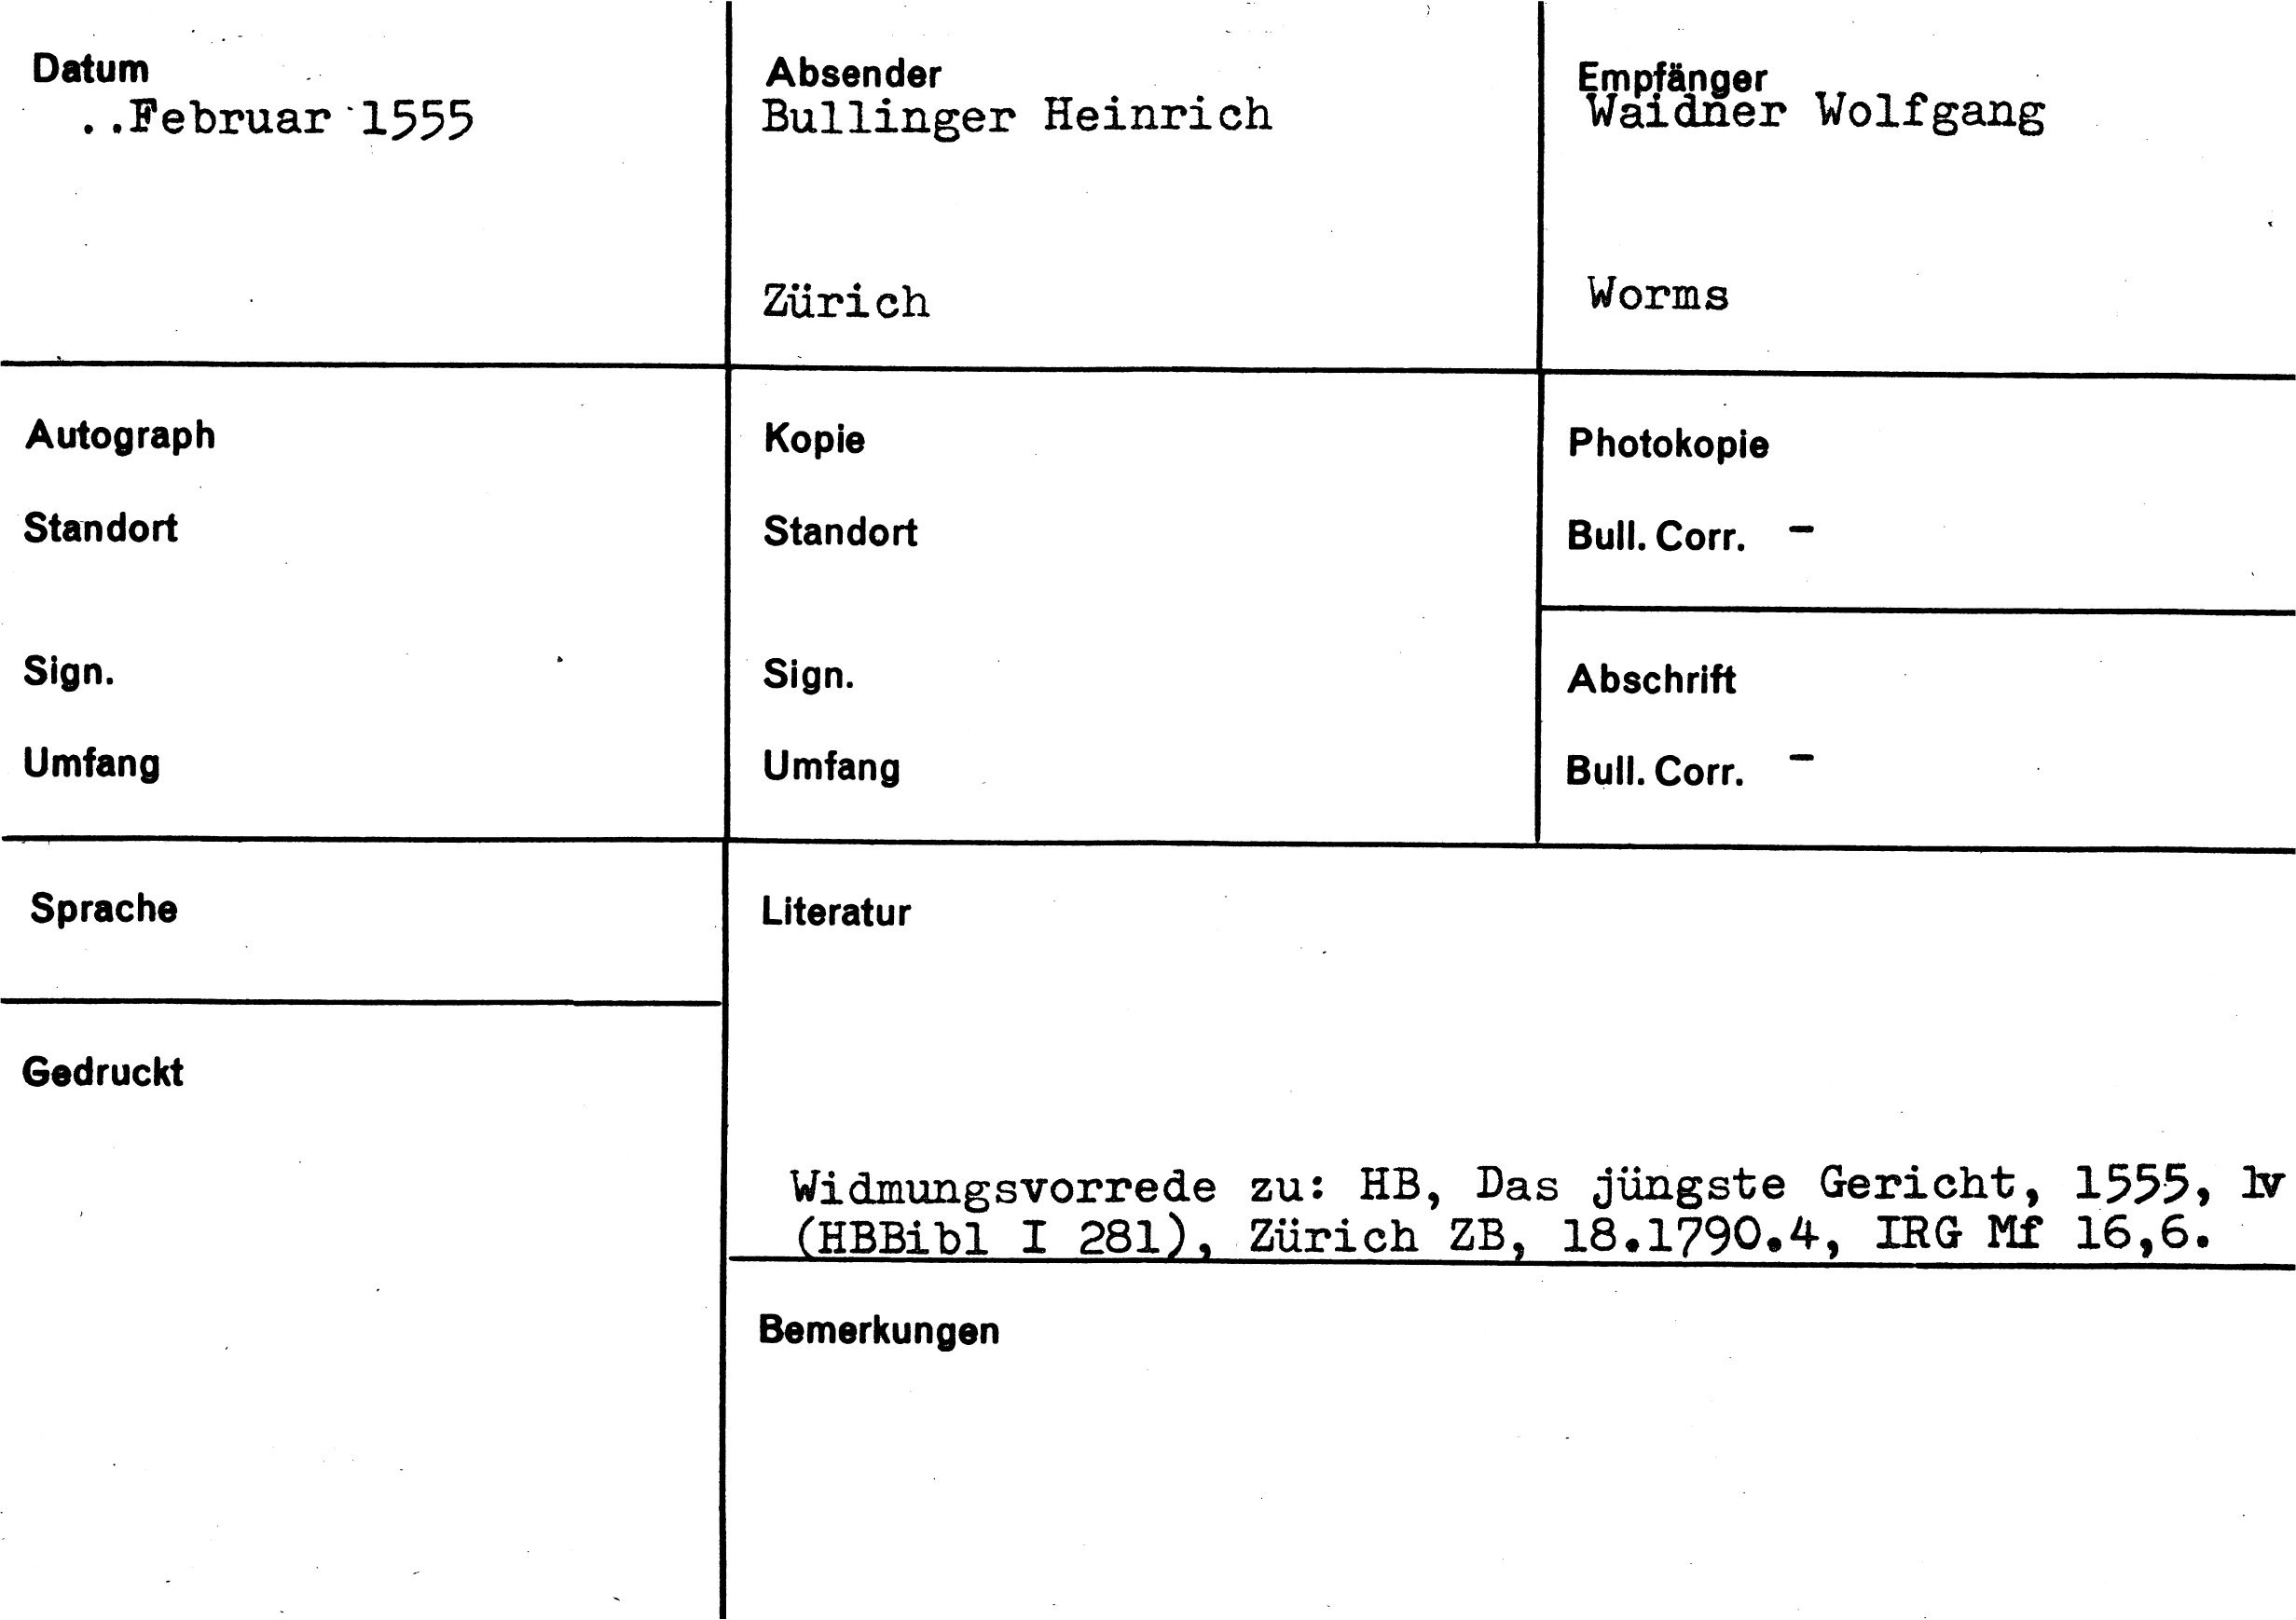 Datum
..Februar 1555
Absender
Bullinger Heinrich
Zürich
Empfänger
Waidner Wolfgang
Worms
Autograph
Standort
Sign.
Umfang
Kopie
Standort
Sign.
Umfang
Photokopie
Bull. Corr. -
Abschrift
Bull. Corr. -
Sprache
Gedruckt
Literatur
Widmungsvorrede zu: HB, Das jüngste Gericht, 1555, 1v
(HBBibl I 281), Zürich ZB, 18.1790.4, IRG Mf 16,6.
Bemerkungen